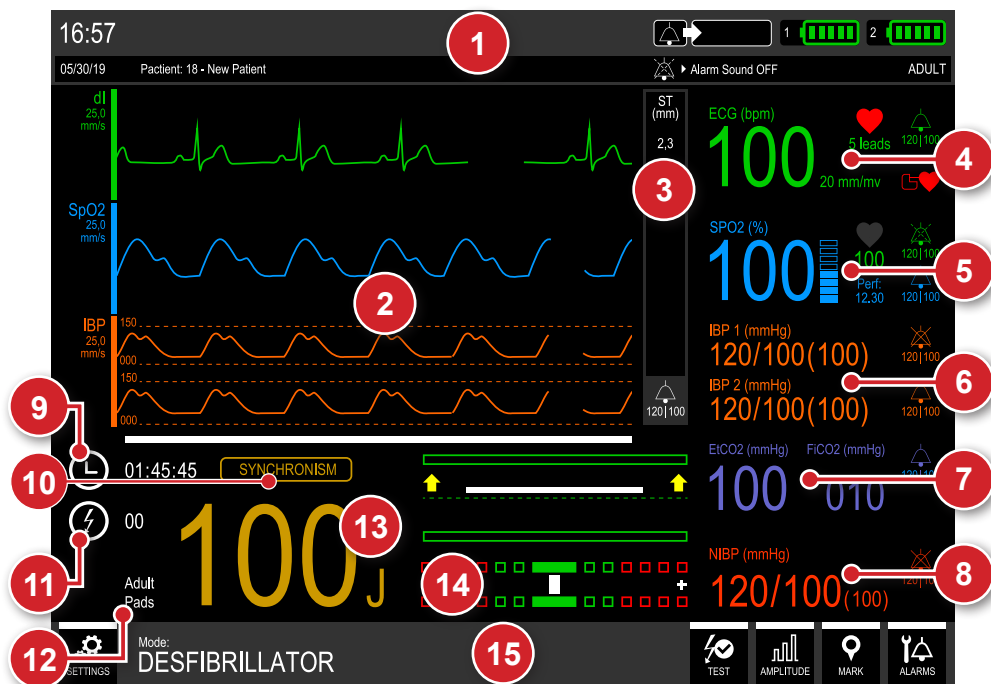 16:57
1
1
2
05/30/19
Pactient: 18 - New Patient
Alarm Sound OFF
ADULT
dI
25,0
mm/s
ST
(mm)
2,3
3
ECG (bpm)
100
5 leads
20 mm/mv
120|100
4
SpO2
25,0
mm/s
2
SPO2 (%)
100
100
Perf:
12.30
120|100
120|100
5
IBP
25,0
mm/s
150
000
150
000
120|100
IBP 1 (mmHg)
120/100(100)
120|100
IBP 2 (mmHg)
120/100(100)
120|100
6
9
01:45:45
SYNCHRONISM
10
EtCO2 (mmHg)
FiCO2 (mmHg)
100
010
7
11
00
100J
13
Adult
Pads
12
14
NIBP (mmHg)
120/100(100)
8
SETTINGS
Mode:
DESFIBRILLATOR
15
TEST
AMPLITUDE
MARK
ALARMS